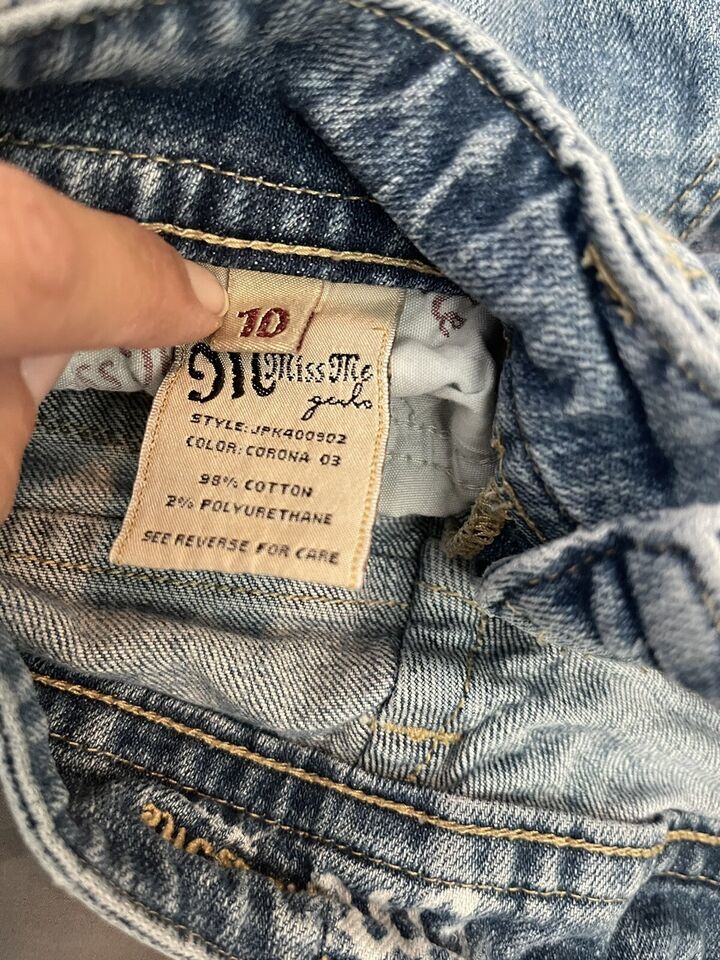 10
M Miss Me
girls
STYLE: JPK400902
COLOR: CORONA 03
98% COTTON
2% POLYURETHANE
SEE REVERSE FOR CARE